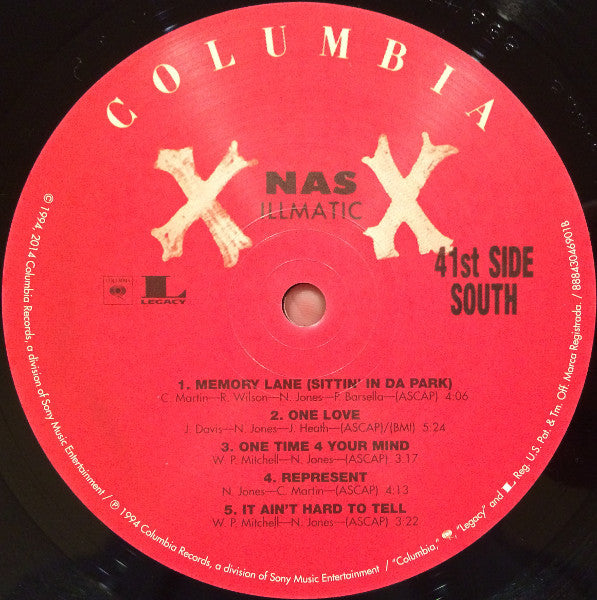 COLUMBIA
NAS
ILLMATIC
XX
41st SIDE
SOUTH
COLUMBIA
L
LEGACY
1. MEMORY LANE (SITTIN' IN DA PARK)
C. Martin—R. Wilson—N. Jones—P. Barsella—(ASCAP) 4:06
2. ONE LOVE
J. Davis—N. Jones—J. Heath—(ASCAP)/(BMI) 5:24
3. ONE TIME 4 YOUR MIND
W. P. Mitchell—N. Jones—(ASCAP) 3:17
4. REPRESENT
N. Jones—C. Martin—(ASCAP) 4:13
5. IT AIN'T HARD TO TELL
W. P. Mitchell—N. Jones—(ASCAP) 3:22
© 1994, 2014 Columbia Records, a division of Sony Music Entertainment / ℗ 1994 Columbia Records, a division of Sony Music Entertainment / "Columbia," "Legacy" and L Reg. U.S. Pat. & Tm. Off. Marca Registrada. / 88843046901B